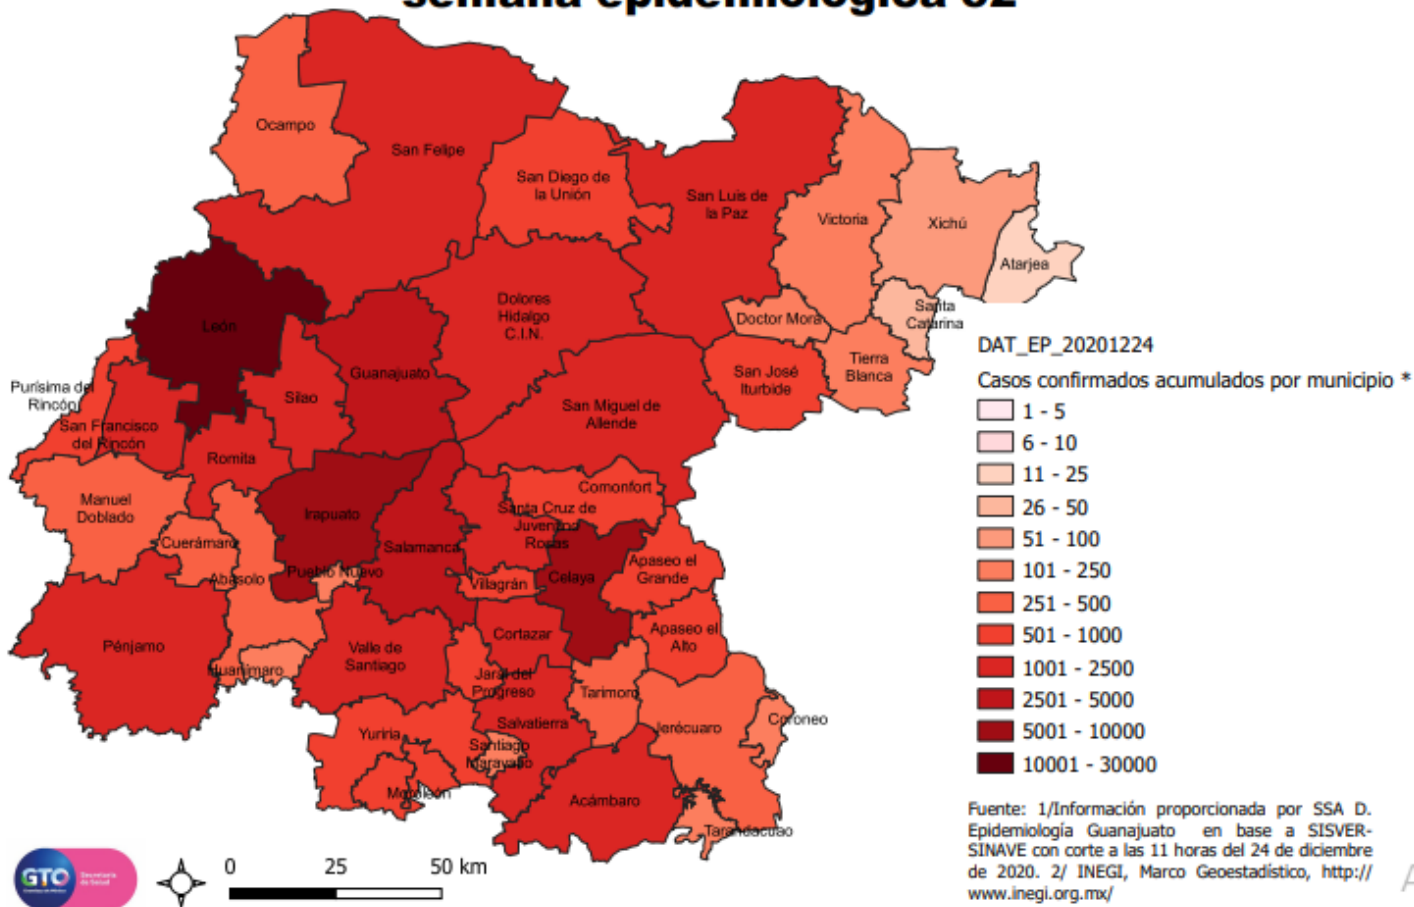 semana epidemiológica 52
Ocampo
San Felipe
San Diego de
la Unión
San Luis de
la Paz
Victoria
Xichú
Atarjea
León
Dolores
Hidalgo
C.I.N.
Doctor Mora
Santa
Catarina
Guanajuato
Silao
San José
Iturbide
Tierra
Blanca
Purísima del
Rincón
San Francisco
del Rincón
San Miguel de
Allende
Romita
Manuel
Doblado
Irapuato
Comonfort
Santa Cruz de
Juventino
Rosas
Cuerámaro
Salamanca
Abasolo
Pueblo Nuevo
Villagrán
Celaya
Apaseo el
Grande
Pénjamo
Valle de
Santiago
Cortazar
Apaseo el
Alto
Huanímaro
Jaral del
Progreso
Tarimoro
Salvatierra
Jerécuaro
Coroneo
Yuriria
Santiago
Maravatío
Moroleón
Acámbaro
Tarandacuao
DAT_EP_20201224
Casos confirmados acumulados por municipio *
1 - 5
6 - 10
11 - 25
26 - 50
51 - 100
101 - 250
251 - 500
501 - 1000
1001 - 2500
2501 - 5000
5001 - 10000
10001 - 30000
Fuente: 1/Información proporcionada por SSA D.
Epidemiología Guanajuato en base a SISVER-
SINAVE con corte a las 11 horas del 24 de diciembre
de 2020. 2/ INEGI, Marco Geoestadístico, http://
www.inegi.org.mx/
GTO
Secretaría
de Salud
0 25 50 km